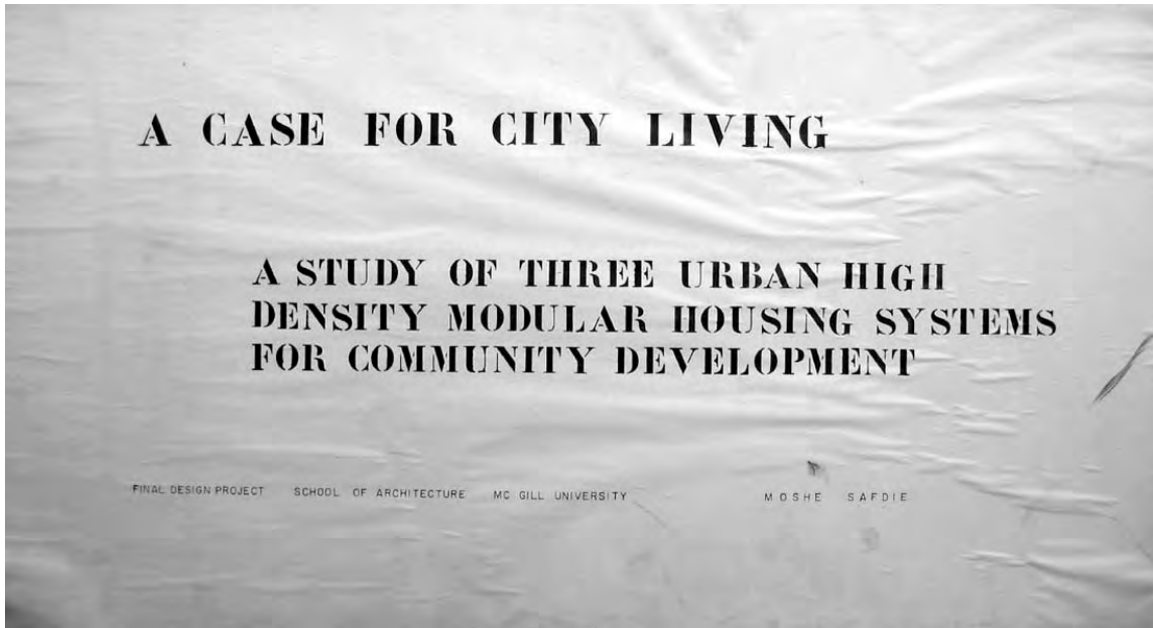 A CASE FOR CITY LIVING
A STUDY OF THREE URBAN HIGH
DENSITY MODULAR HOUSING SYSTEMS
FOR COMMUNITY DEVELOPMENT
FINAL DESIGN PROJECT SCHOOL OF ARCHITECTURE MC GILL UNIVERSITY MOSHE SAFDIE